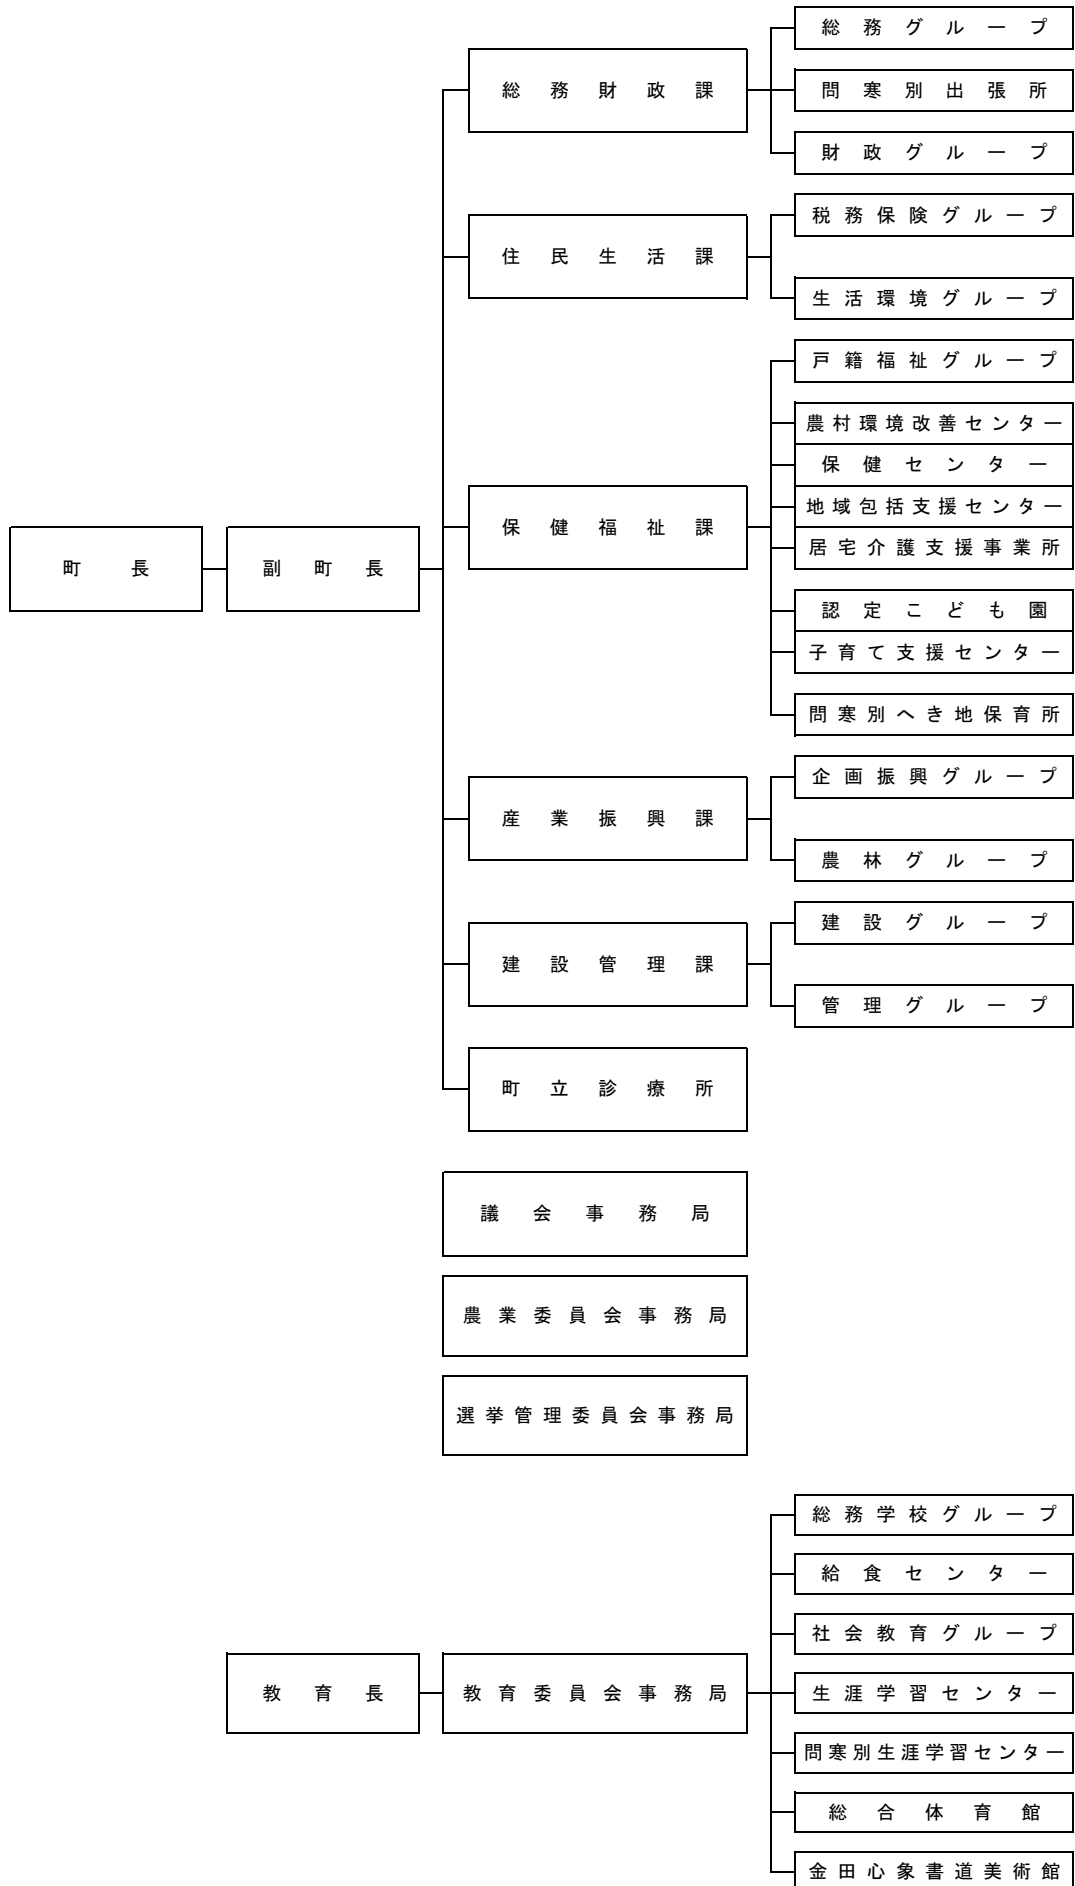 総務グループ
総務財政課
問寒別出張所
財政グループ
税務保険グループ
住民生活課
生活環境グループ
戸籍福祉グループ
農村環境改善センター
保健センター
地域包括支援センター
保健福祉課
居宅介護支援事業所
町長
副町長
認定こども園
子育て支援センター
問寒別へき地保育所
企画振興グループ
産業振興課
農林グループ
建設グループ
建設管理課
管理グループ
町立診療所
議会事務局
農業委員会事務局
選挙管理委員会事務局
総務学校グループ
給食センター
社会教育グループ
教育長
教育委員会事務局
生涯学習センター
問寒別生涯学習センター
総合体育館
金田心象書道美術館